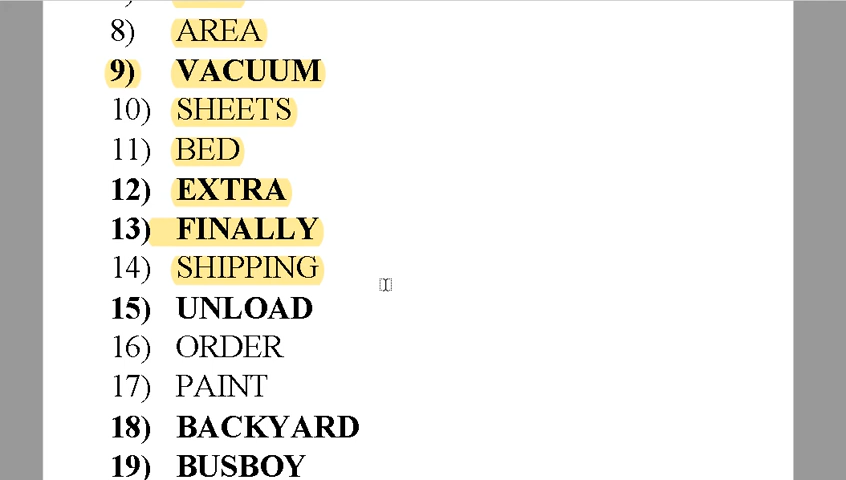 8) AREA
9) VACUUM
10) SHEETS
11) BED
12) EXTRA
13) FINALLY
14) SHIPPING
15) UNLOAD
16) ORDER
17) PAINT
18) BACKYARD
19) BUSBOY